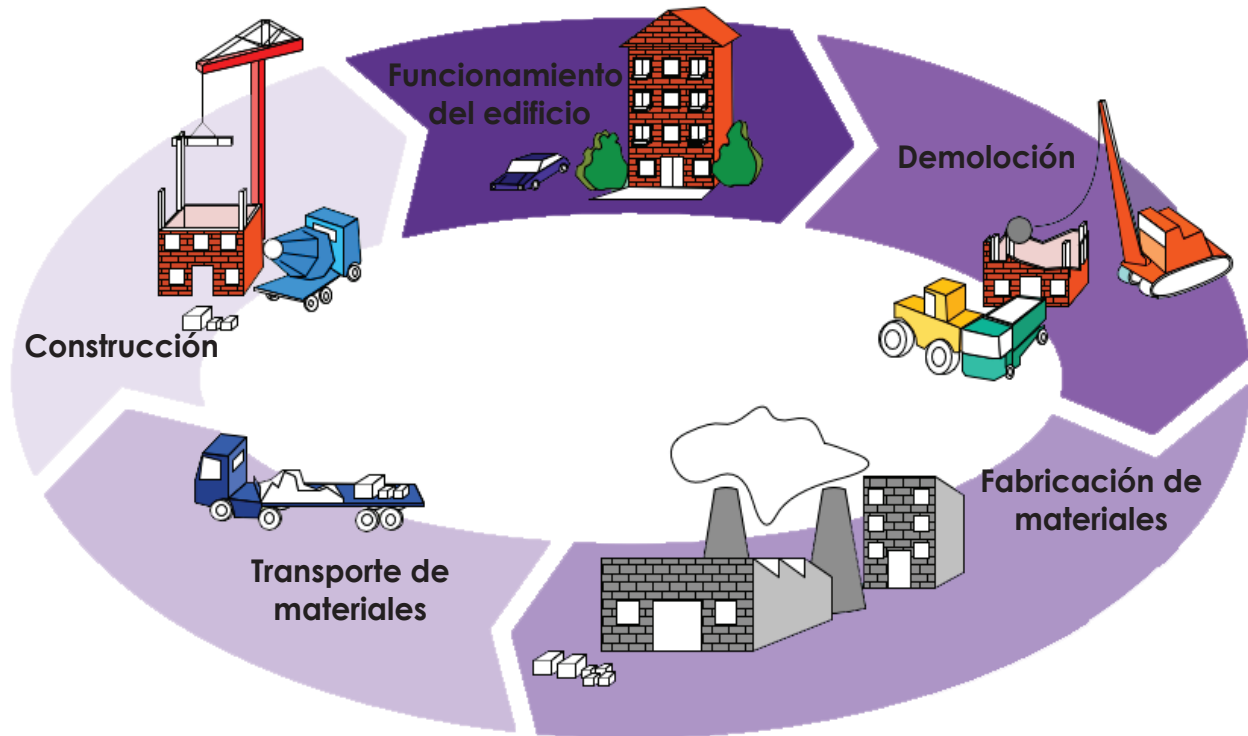 Funcionamiento
del edificio
Demoloción
Construcción
Fabricación de
materiales
Transporte de
materiales